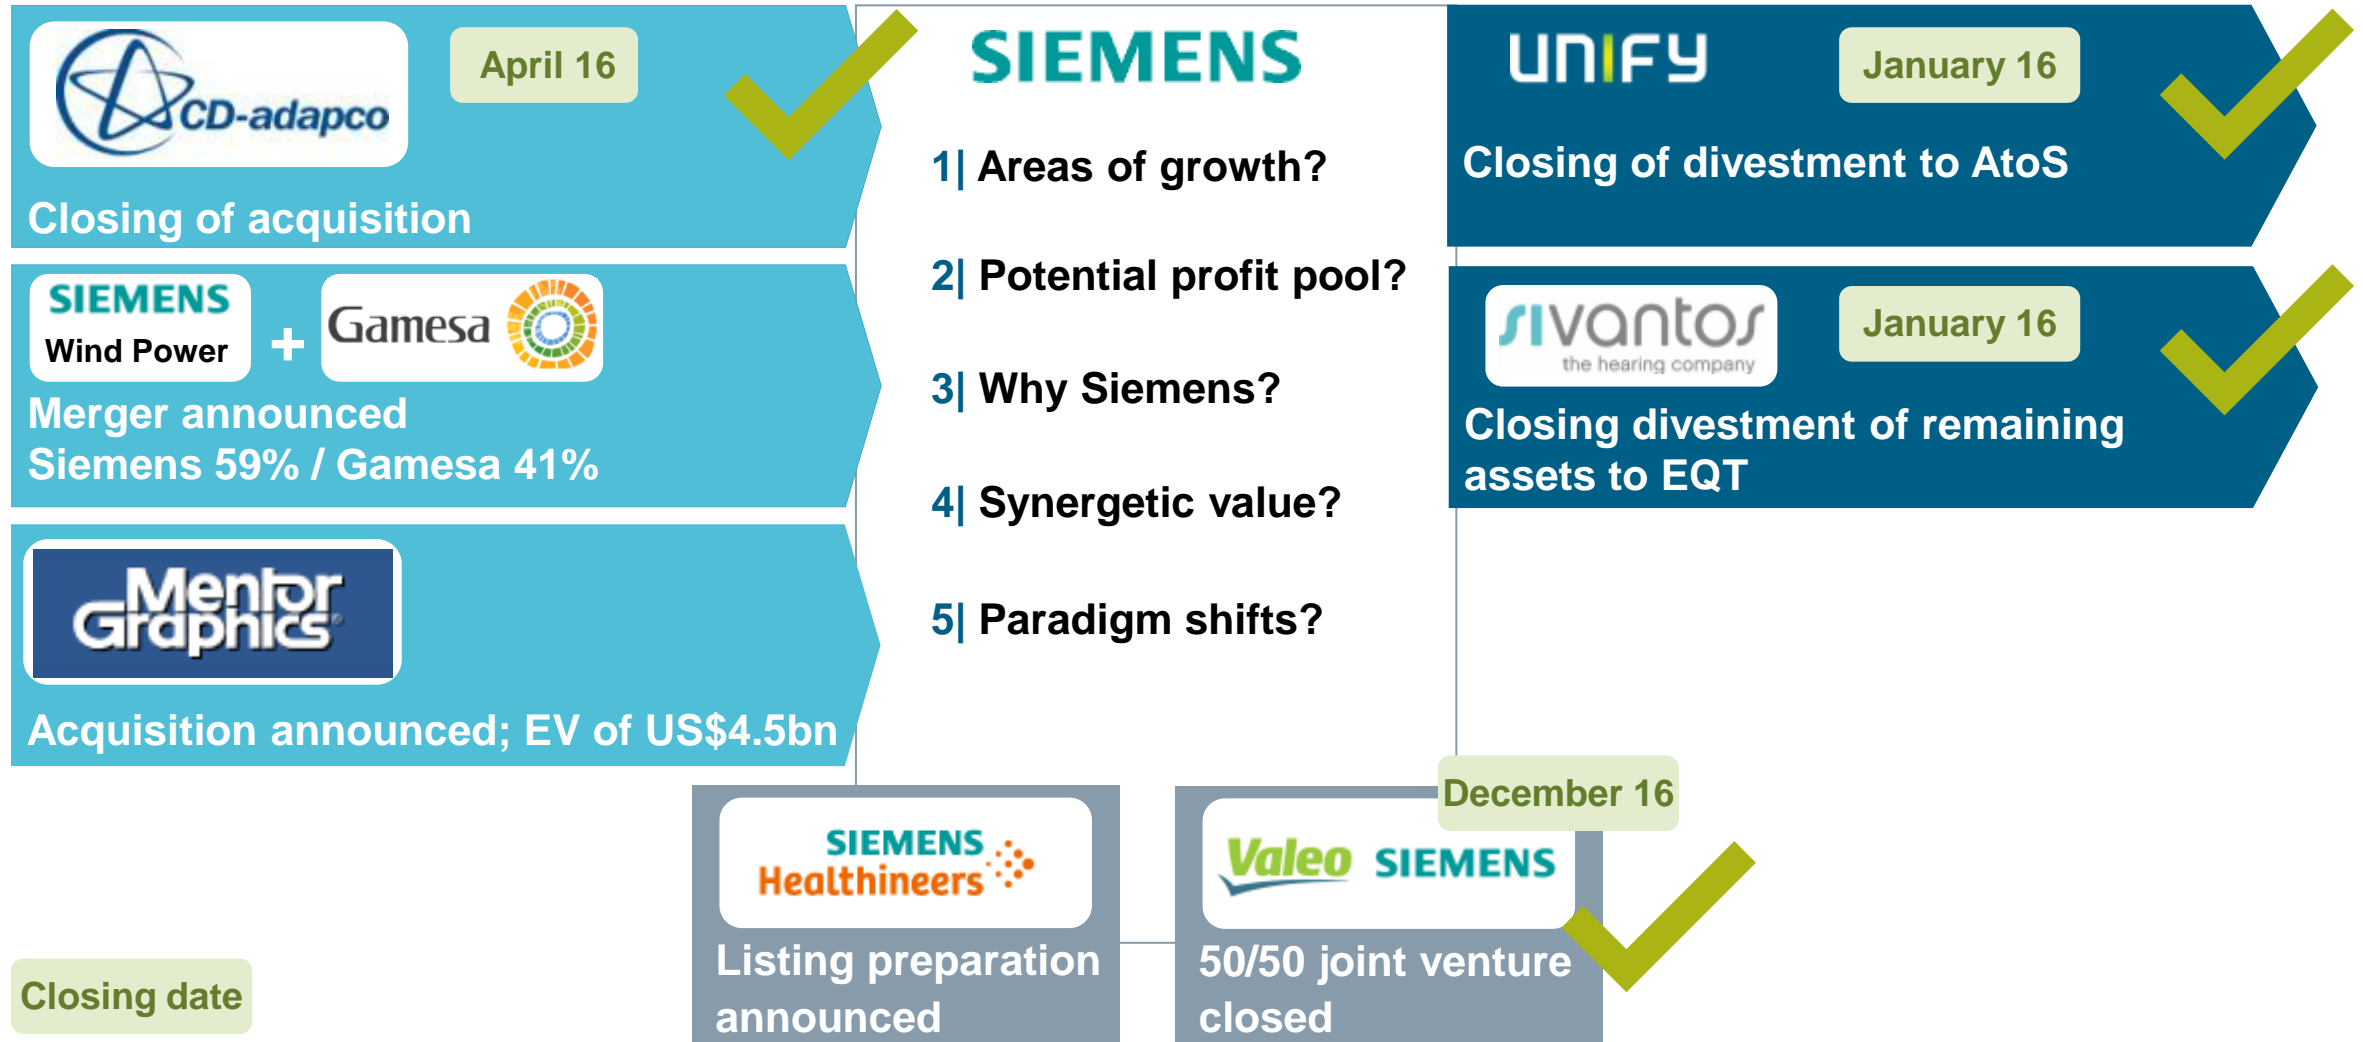 CD-adapco
April 16
Closing of acquisition
SIEMENS
Wind Power
+
Gamesa
Merger announced
Siemens 59% / Gamesa 41%
Mentor
Graphics®
Acquisition announced; EV of US$4.5bn
SIEMENS
1| Areas of growth?
2| Potential profit pool?
3| Why Siemens?
4| Synergetic value?
5| Paradigm shifts?
UNIFY
January 16
Closing of divestment to AtoS
sivantos
the hearing company
January 16
Closing divestment of remaining
assets to EQT
SIEMENS
Healthineers
Listing preparation
announced
December 16
Valeo SIEMENS
50/50 joint venture
closed
Closing date